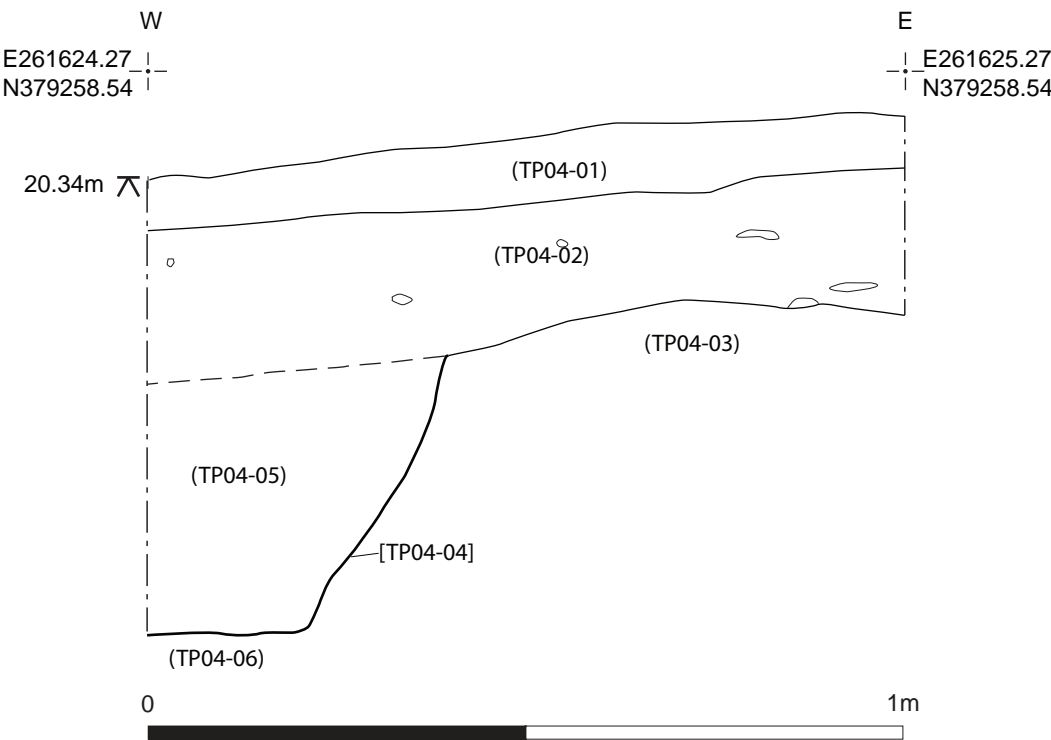 W
E
E261624.27
N379258.54
E261625.27
N379258.54
20.34m
(TP04-01)
(TP04-02)
(TP04-03)
(TP04-05)
[TP04-04]
(TP04-06)
0
1m